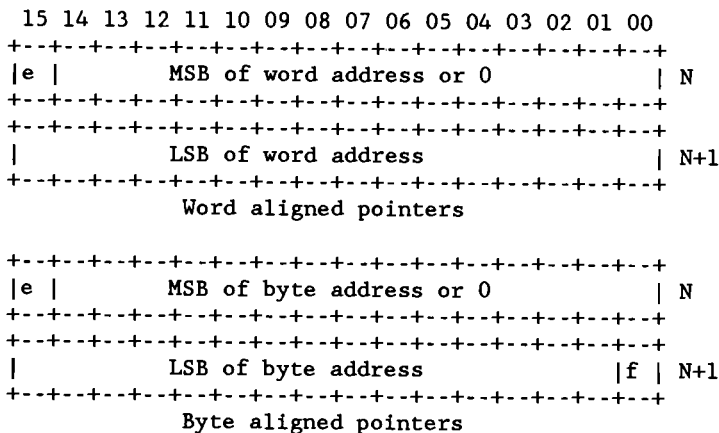 15 14 13 12 11 10 09 08 07 06 05 04 03 02 01 00
+--+--+--+--+--+--+--+--+--+--+--+--+--+--+--+--+
|e | MSB of word address or 0 | N
+--+--+--+--+--+--+--+--+--+--+--+--+--+--+--+--+
+--+--+--+--+--+--+--+--+--+--+--+--+--+--+--+--+
| LSB of word address | N+1
+--+--+--+--+--+--+--+--+--+--+--+--+--+--+--+--+
Word aligned pointers
+--+--+--+--+--+--+--+--+--+--+--+--+--+--+--+--+
|e | MSB of byte address or 0 | N
+--+--+--+--+--+--+--+--+--+--+--+--+--+--+--+--+
+--+--+--+--+--+--+--+--+--+--+--+--+--+--+--+--+
| LSB of byte address |f | N+1
+--+--+--+--+--+--+--+--+--+--+--+--+--+--+--+--+
Byte aligned pointers